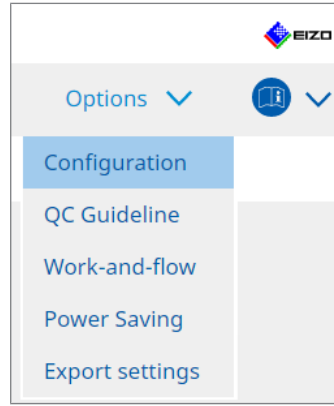 EIZO
Options
Configuration
QC Guideline
Work-and-flow
Power Saving
Export settings